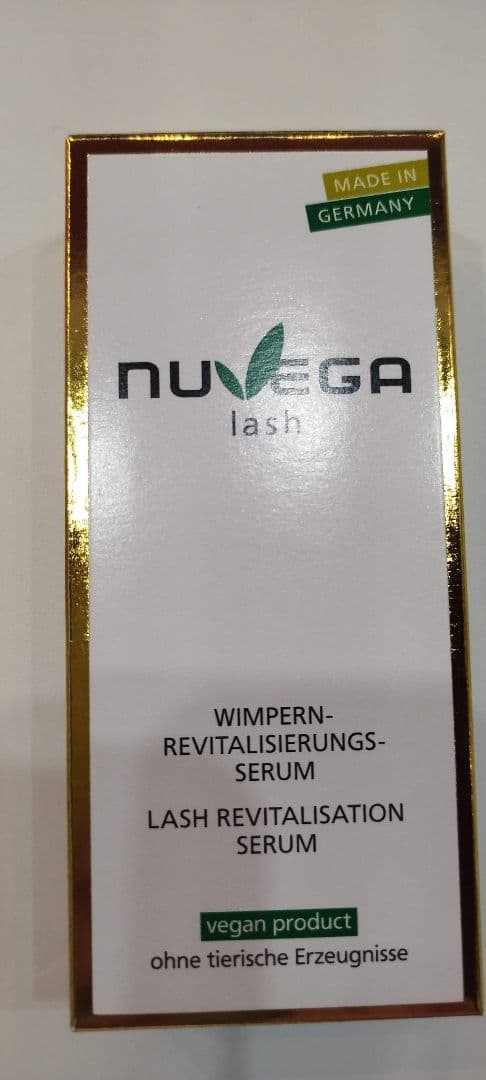 MADE IN
GERMANY
NUVEGA
lash
WIMPERN-
REVITALISIERUNGS-
SERUM
LASH REVITALISATION
SERUM
vegan product
ohne tierische Erzeugnisse